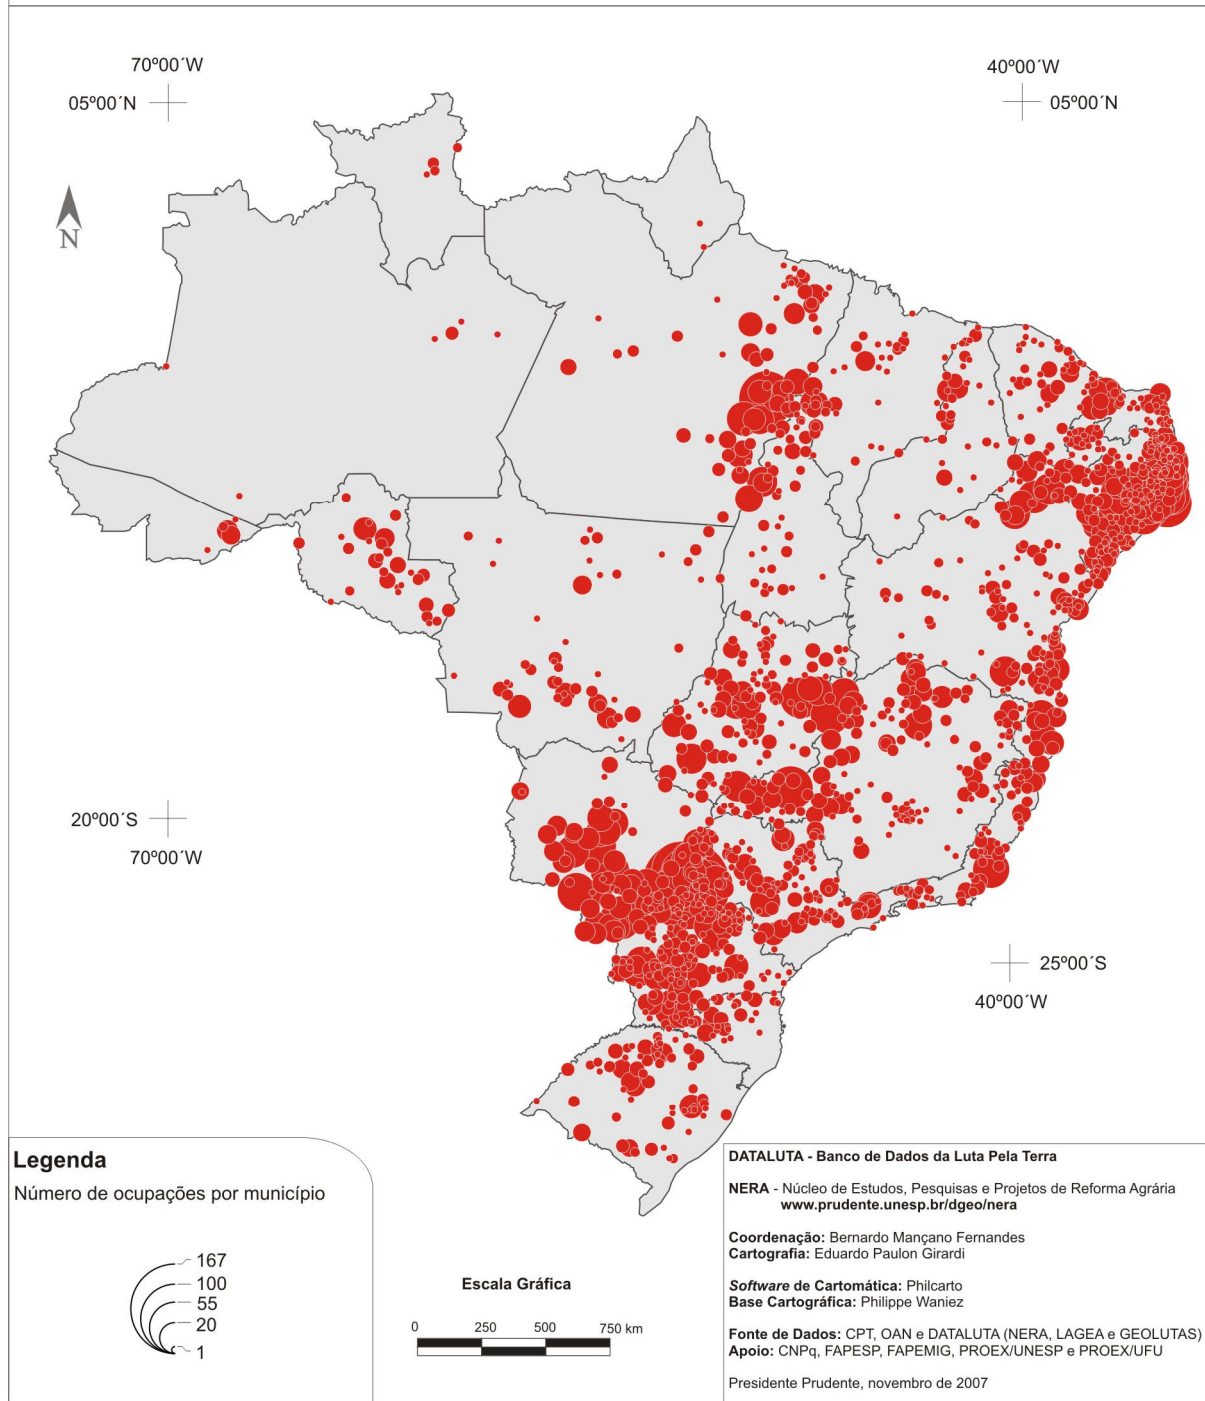 70º00´W
40º00´W
05º00´N
05º00´N
N
20º00´S
70º00´W
25º00´S
40º00´W
Legenda
Número de ocupações por município
167
100
55
20
1
Escala Gráfica
0 250 500 750 km
DATALUTA - Banco de Dados da Luta Pela Terra
NERA - Núcleo de Estudos, Pesquisas e Projetos de Reforma Agrária
www.prudente.unesp.br/dgeo/nera
Coordenação: Bernardo Mançano Fernandes
Cartografia: Eduardo Paulon Girardi
Software de Cartomática: Philcarto
Base Cartográfica: Philippe Waniez
Fonte de Dados: CPT, OAN e DATALUTA (NERA, LAGEA e GEOLUTAS)
Apoio: CNPq, FAPESP, FAPEMIG, PROEX/UNESP e PROEX/UFU
Presidente Prudente, novembro de 2007